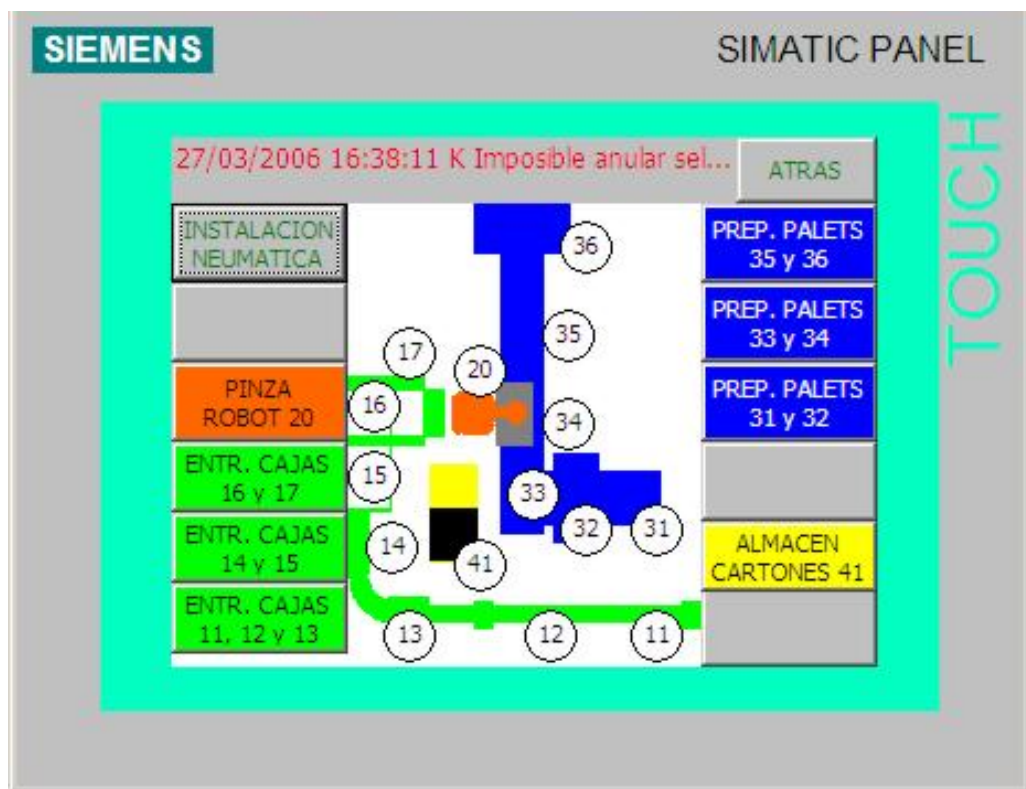 SIEMENS
SIMATIC PANEL
TOUCH
27/03/2006 16:38:11 K Imposible anular sel...
ATRAS
INSTALACION
NEUMATICA
PINZA
ROBOT 20
ENTR. CAJAS
16 y 17
ENTR. CAJAS
14 y 15
ENTR. CAJAS
11, 12 y 13
36
35
17
20
16
34
15
33
14
32
31
41
13
12
11
PREP. PALETS
35 y 36
PREP. PALETS
33 y 34
PREP. PALETS
31 y 32
ALMACEN
CARTONES 41